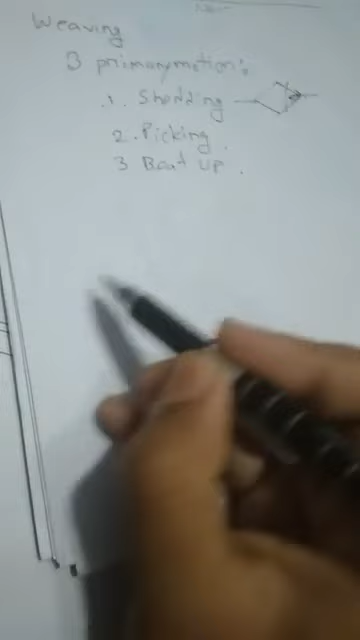 Weaving
3 primary motion:
1. Shedding
2. Picking.
3 Beat up.